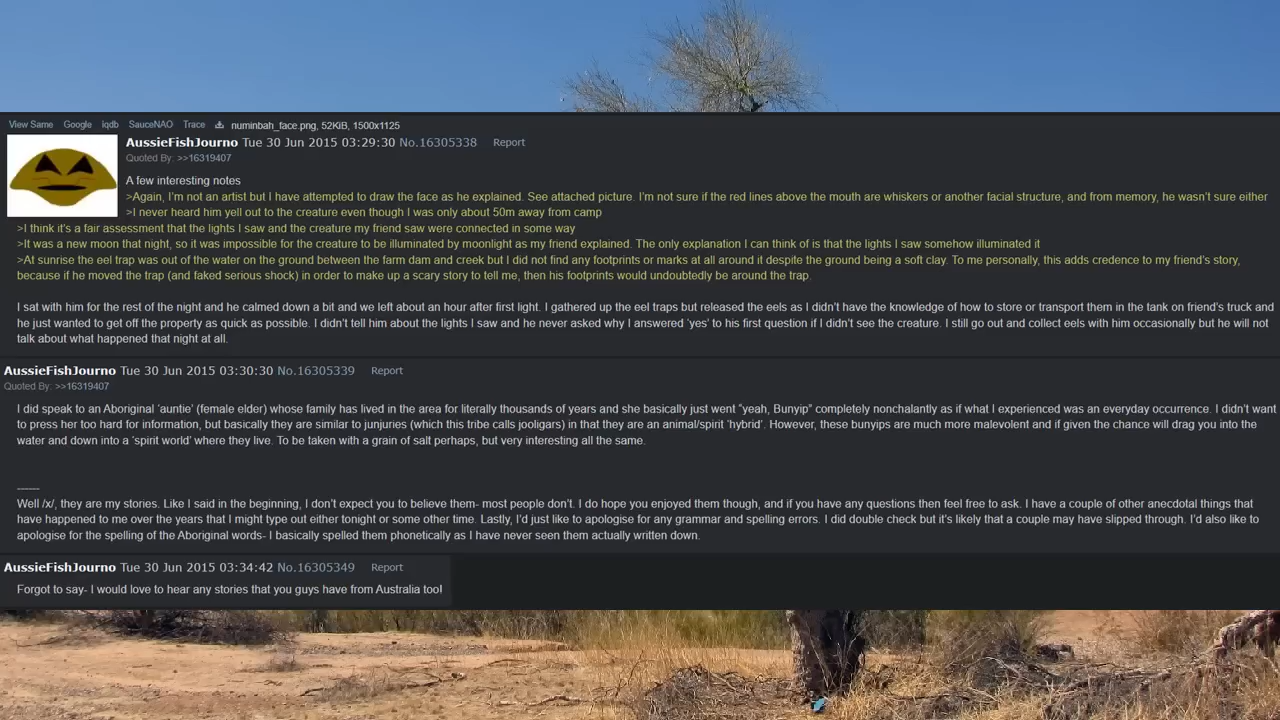 View Same Google iqdb SauceNAO Trace numinbah_face.png, 52KiB, 1500x1125
AussieFishJourno Tue 30 Jun 2015 03:29:30 No.16305338 Report
Quoted By: >>16319407
A few interesting notes
>Again, I'm not an artist but I have attempted to draw the face as he explained. See attached picture. I'm not sure if the red lines above the mouth are whiskers or another facial structure, and from memory, he wasn't sure either
>I never heard him yell out to the creature even though I was only about 50m away from camp
>I think it's a fair assessment that the lights I saw and the creature my friend saw were connected in some way
>It was a new moon that night, so it was impossible for the creature to be illuminated by moonlight as my friend explained. The only explanation I can think of is that the lights I saw somehow illuminated it
>At sunrise the eel trap was out of the water on the ground between the farm dam and creek but I did not find any footprints or marks at all around it despite the ground being a soft clay. To me personally, this adds credence to my friend's story,
because if he moved the trap (and faked serious shock) in order to make up a scary story to tell me, then his footprints would undoubtedly be around the trap.
I sat with him for the rest of the night and he calmed down a bit and we left about an hour after first light. I gathered up the eel traps but released the eels as I didn't have the knowledge of how to store or transport them in the tank on friend's truck and
he just wanted to get off the property as quick as possible. I didn't tell him about the lights I saw and he never asked why I answered 'yes' to his first question if I didn't see the creature. I still go out and collect eels with him occasionally but he will not
talk about what happened that night at all.
AussieFishJourno Tue 30 Jun 2015 03:30:30 No.16305339 Report
Quoted By: >>16319407
I did speak to an Aboriginal 'auntie' (female elder) whose family has lived in the area for literally thousands of years and she basically just went "yeah, Bunyip" completely nonchalantly as if what I experienced was an everyday occurrence. I didn't want
to press her too hard for information, but basically they are similar to junjuries (which this tribe calls jooligars) in that they are an animal/spirit 'hybrid'. However, these bunyips are much more malevolent and if given the chance will drag you into the
water and down into a 'spirit world' where they live. To be taken with a grain of salt perhaps, but very interesting all the same.
------
Well /x/, they are my stories. Like I said in the beginning, I don't expect you to believe them- most people don't. I do hope you enjoyed them though, and if you have any questions then feel free to ask. I have a couple of other anecdotal things that
have happened to me over the years that I might type out either tonight or some other time. Lastly, I'd just like to apologise for any grammar and spelling errors. I did double check but it's likely that a couple may have slipped through. I'd also like to
apologise for the spelling of the Aboriginal words- I basically spelled them phonetically as I have never seen them actually written down.
AussieFishJourno Tue 30 Jun 2015 03:34:42 No.16305349 Report
Forgot to say- I would love to hear any stories that you guys have from Australia too!